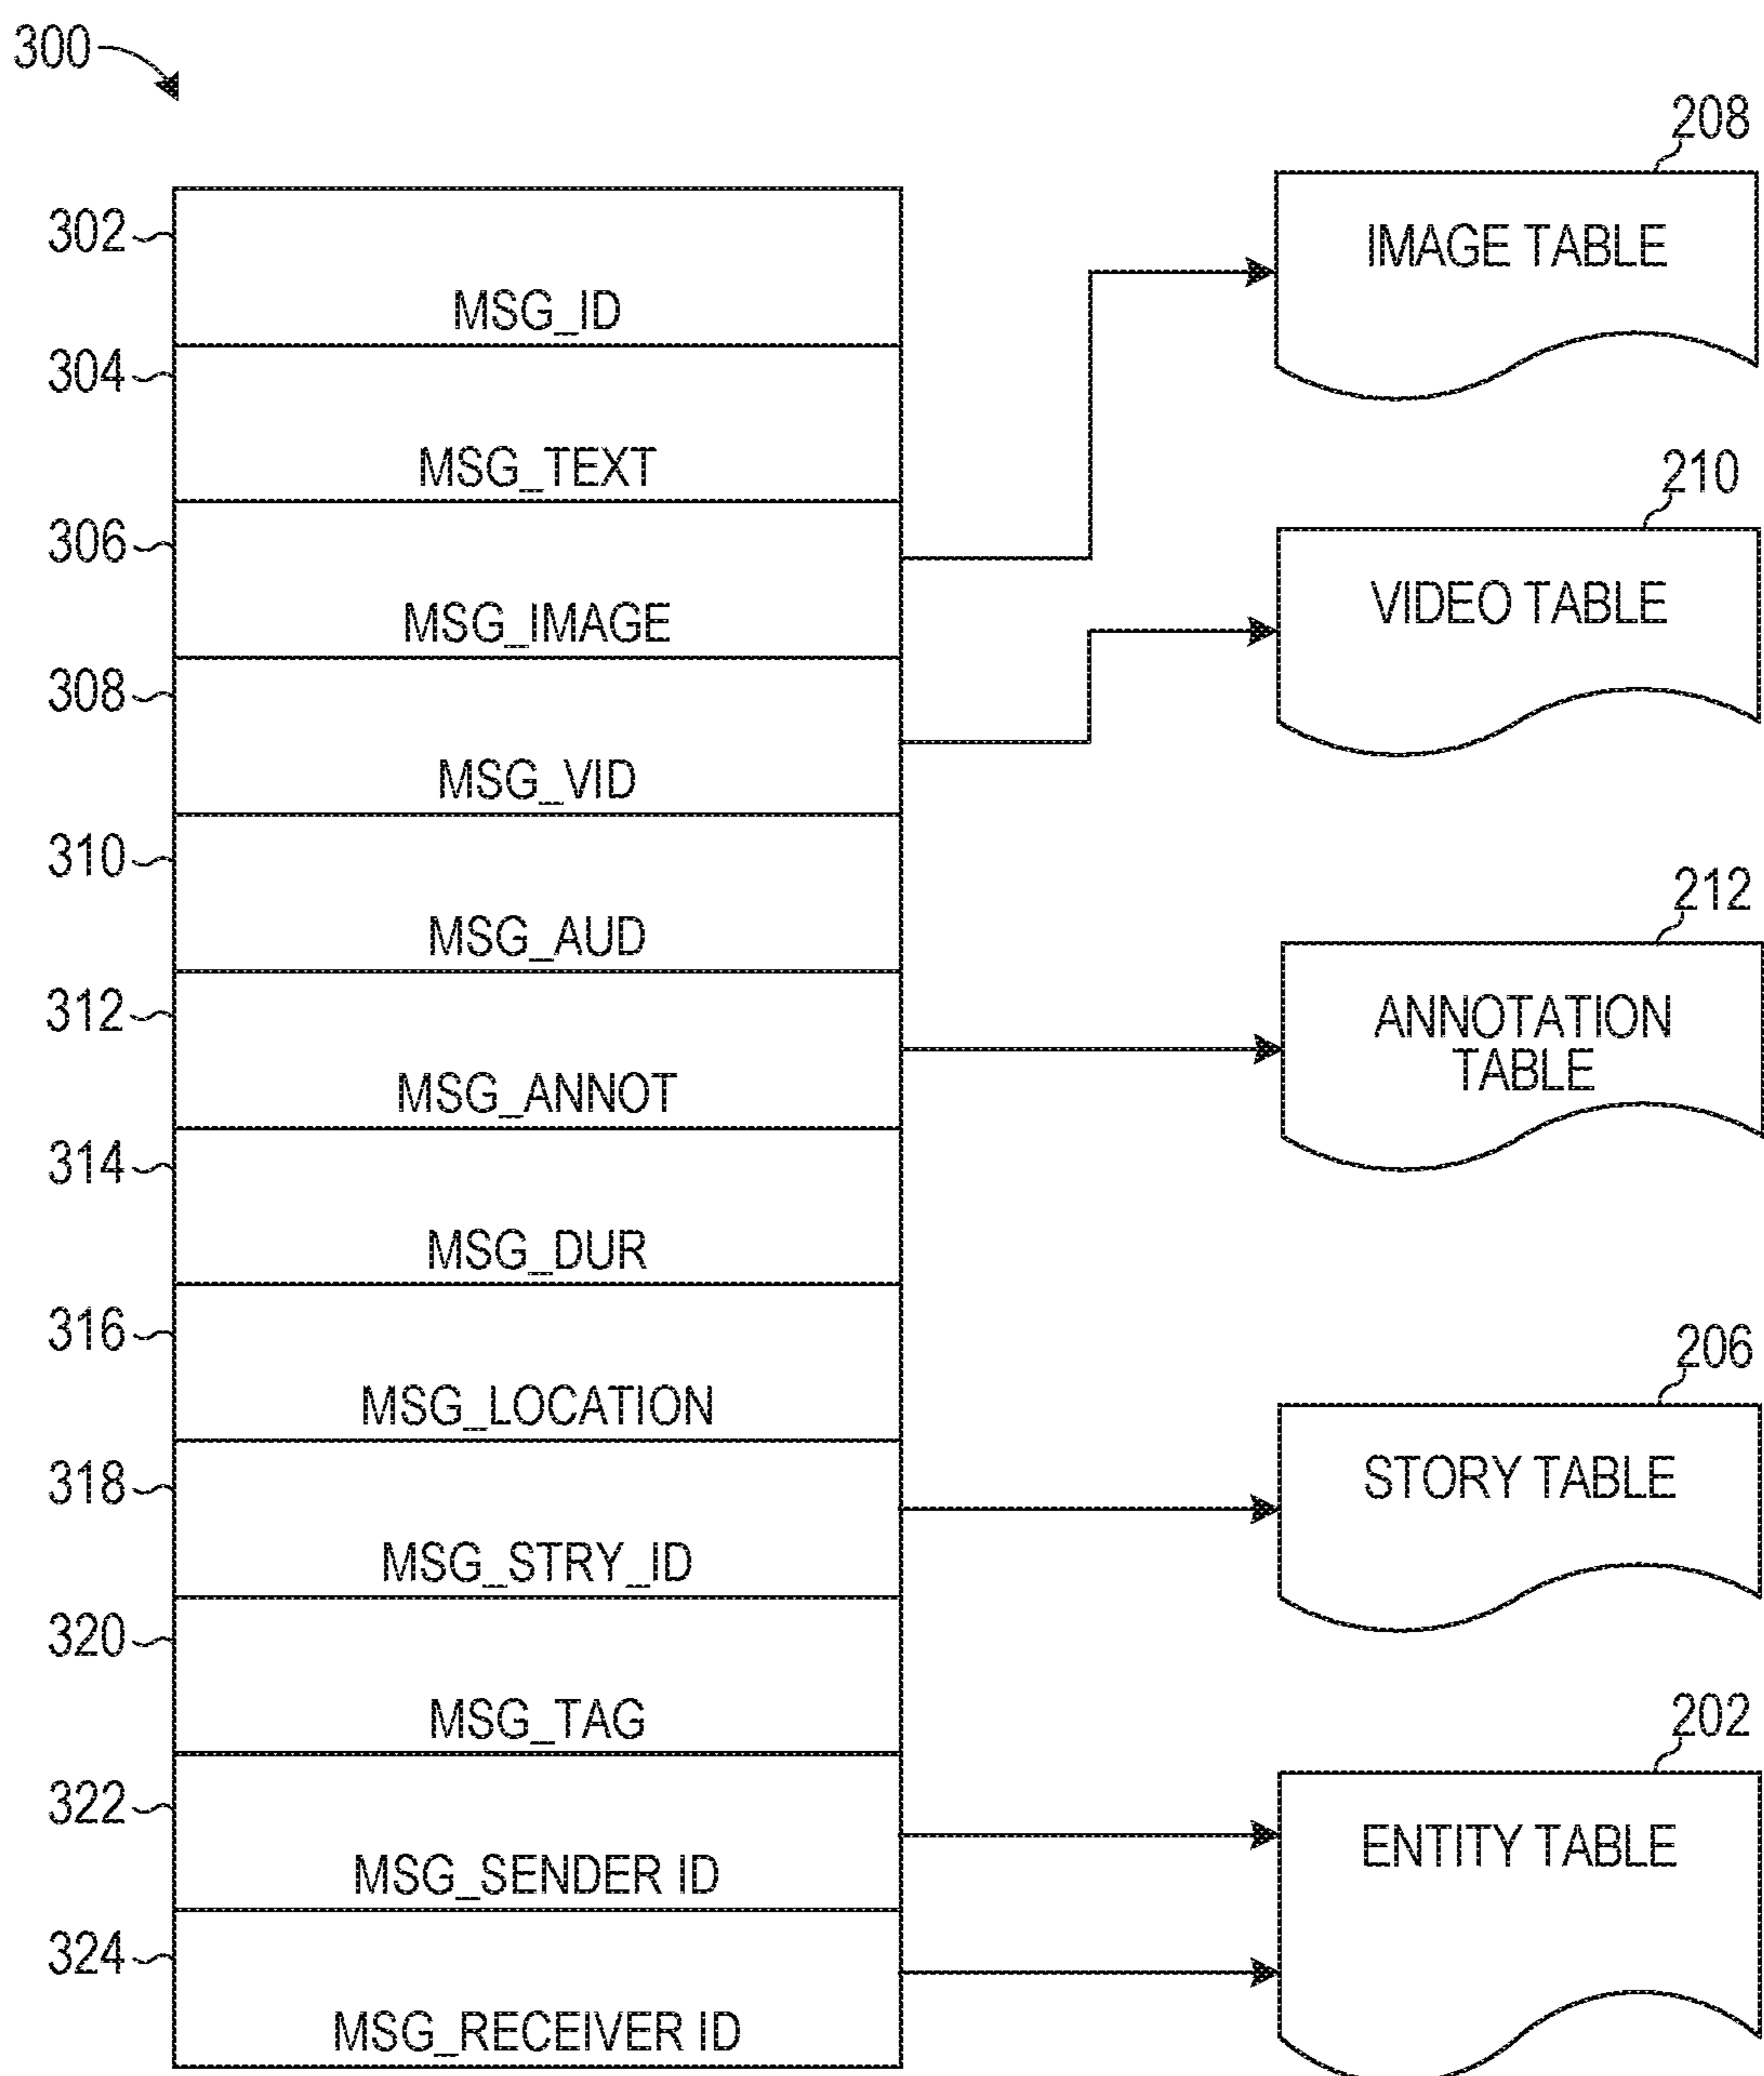 300
302
MSG_ID
304
MSG_TEXT
306
MSG_IMAGE
308
MSG_VID
310
MSG_AUD
312
MSG_ANNOT
314
MSG_DUR
316
MSG_LOCATION
318
MSG_STRY_ID
320
MSG_TAG
322
MSG_SENDER ID
324
MSG_RECEIVER ID
208
IMAGE TABLE
210
VIDEO TABLE
212
ANNOTATION
TABLE
206
STORY TABLE
202
ENTITY TABLE